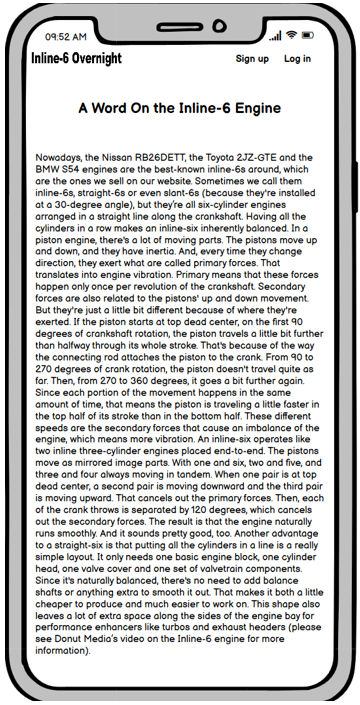 09:52 AM
Inline-6 Overnight
Sign up
Log in
A Word On the Inline-6 Engine
Nowadays, the Nissan RB26DETT, the Toyota 2JZ-GTE and the
BMW S54 engines are the best-known inline-6s around, which
are the ones we sell on our website. Sometimes we call them
inline-6s, straight-6s or even slant-6s (because they're installed
at a 30-degree angle), but they're all six-cylinder engines
arranged in a straight line along the crankshaft. Having all the
cylinders in a row makes an inline-six inherently balanced. In a
piston engine, there's a lot of moving parts. The pistons move up
and down, and they have inertia. And, every time they change
direction, they exert what are called primary forces. That
translates into engine vibration. Primary means that these forces
happen only once per revolution of the crankshaft. Secondary
forces are also related to the pistons' up and down movement.
But they're just a little bit different because of where they're
exerted. If the piston starts at top dead center, on the first 90
degrees of crankshaft rotation, the piston travels a little bit further
than halfway through its whole stroke. That's because of the way
the connecting rod attaches the piston to the crank. From 90 to
270 degrees of crank rotation, the piston doesn't travel quite as
far. Then, from 270 to 360 degrees, it goes a bit further again.
Since each portion of the movement happens in the same
amount of time, that means the piston is traveling a little faster in
the top half of its stroke than in the bottom half. These different
speeds are the secondary forces that cause an imbalance of the
engine, which means more vibration. An inline-six operates like
two inline three-cylinder engines placed end-to-end. The pistons
move as mirrored image parts. With one and six, two and five, and
three and four always moving in tandem. When one pair is at top
dead center, a second pair is moving downward and the third pair
is moving upward. That cancels out the primary forces. Then, each
of the crank throws is separated by 120 degrees, which cancels
out the secondary forces. The result is that the engine naturally
runs smoothly. And it sounds pretty good, too. Another advantage
to a straight-six is that putting all the cylinders in a line is a really
simple layout. It only needs one basic engine block, one cylinder
head, one valve cover and one set of valvetrain components.
Since it's naturally balanced, there's no need to add balance
shafts or anything extra to smooth it out. That makes it both a little
cheaper to produce and much easier to work on. This shape also
leaves a lot of extra space along the sides of the engine bay for
performance enhancers like turbos and exhaust headers (please
see Donut Media's video on the Inline-6 engine for more
information).